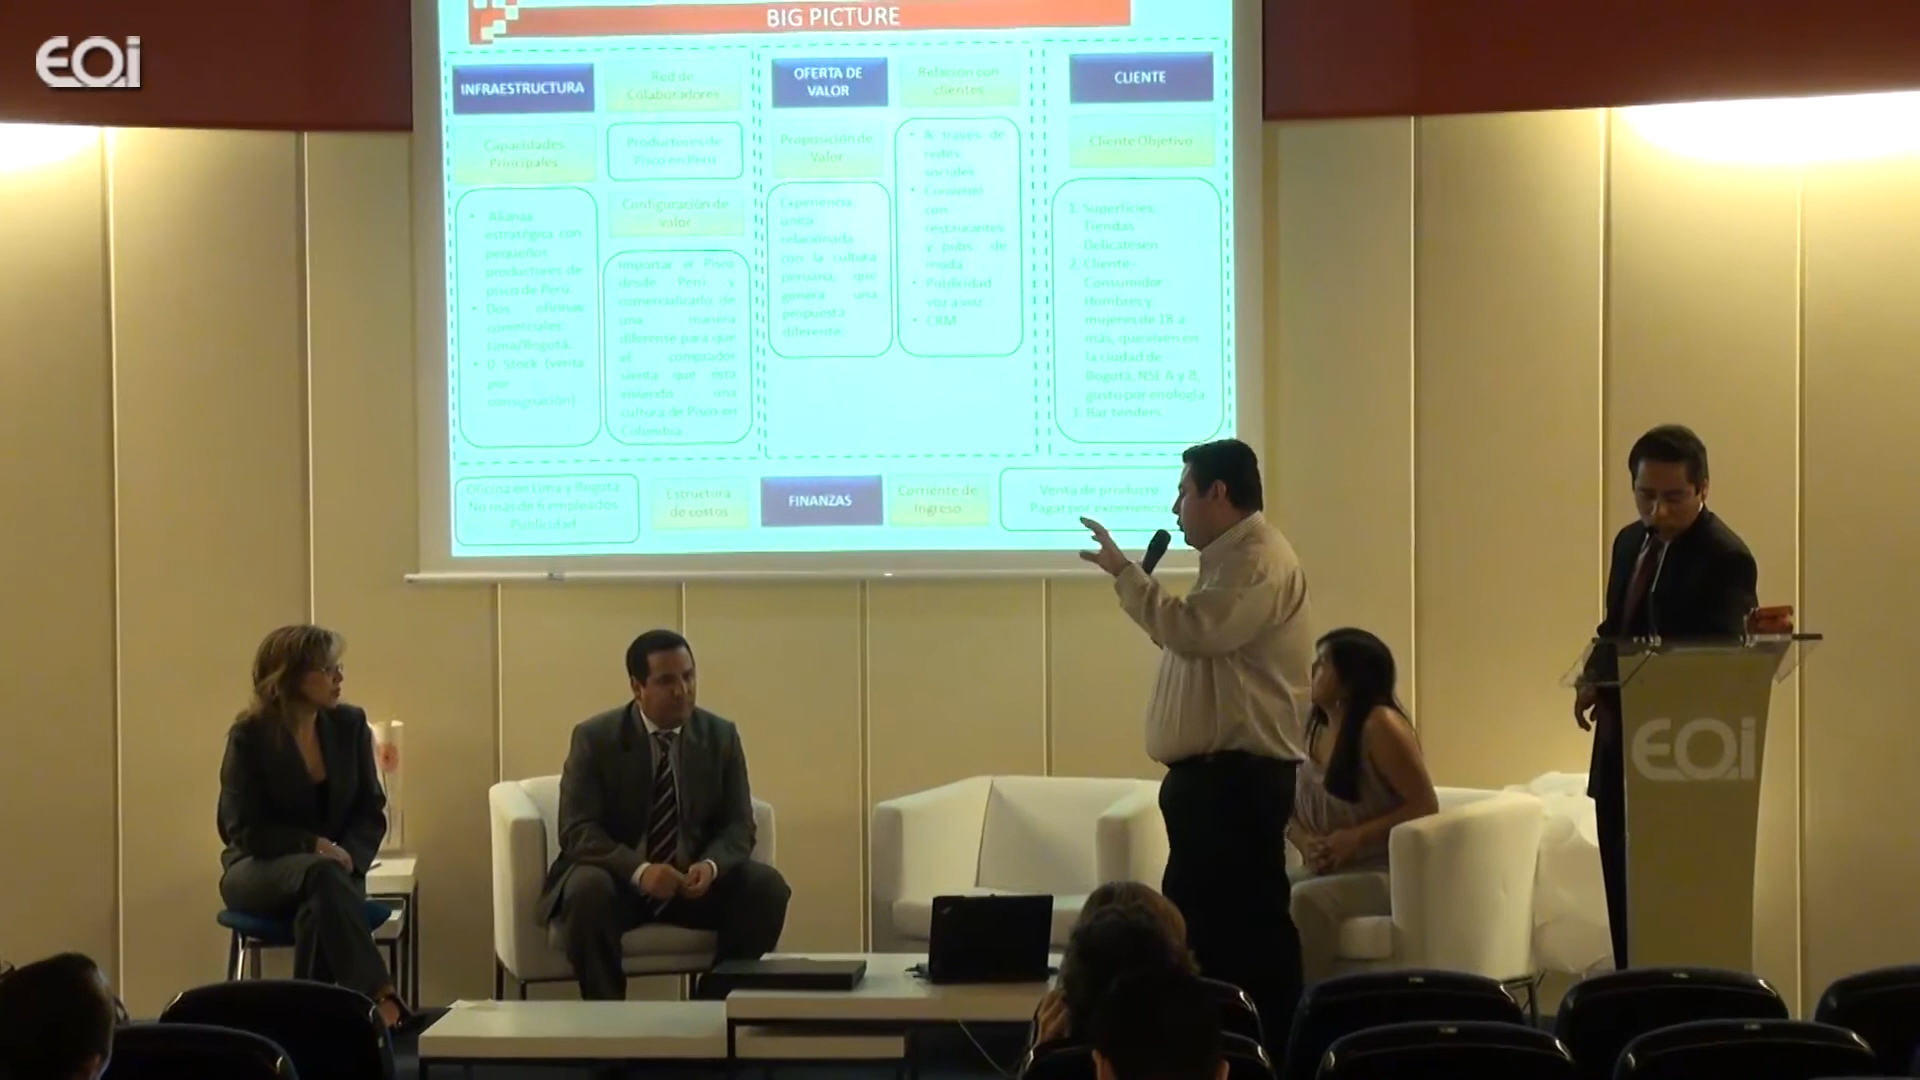 EOi
BIG PICTURE
INFRAESTRUCTURA
Red de
Colaboradores
Capacidades
Principales
Productores de
Pisco en Perú
• Alianza
estratégica con
pequeños
productores de
pisco de Perú.
• Dos oficinas
comerciales:
Lima/Bogotá.
• 0 Stock (venta
por
consignación)
Configuración de
valor
Importar el Pisco
desde Perú y
comercializarlo de
una manera
diferente para que
el comprador
sienta que está
viviendo una
cultura de Pisco en
Colombia.
OFERTA DE
VALOR
Relación con
clientes
Proposición de
Valor
Experiencia
única
relacionada
con la cultura
peruana, que
genera una
propuesta
diferente.
• A través de
redes
sociales
• Convenio
con
restaurantes
y pubs de
moda
• Publicidad
voz a voz
• CRM
CLIENTE
Cliente Objetivo
1. Superficies:
Tiendas
Delicatesen
2. Cliente-
Consumidor
Hombres y
mujeres de 18 a
más, que viven en
la ciudad de
Bogotá, NSE A y B,
gusto por enología
3. Bar tenders
Oficina en Lima y Bogotá
No más de 6 empleados
Publicidad
Estructura
de costos
FINANZAS
Corriente de
Ingreso
Venta de producto
Pagar por experiencia
EOi